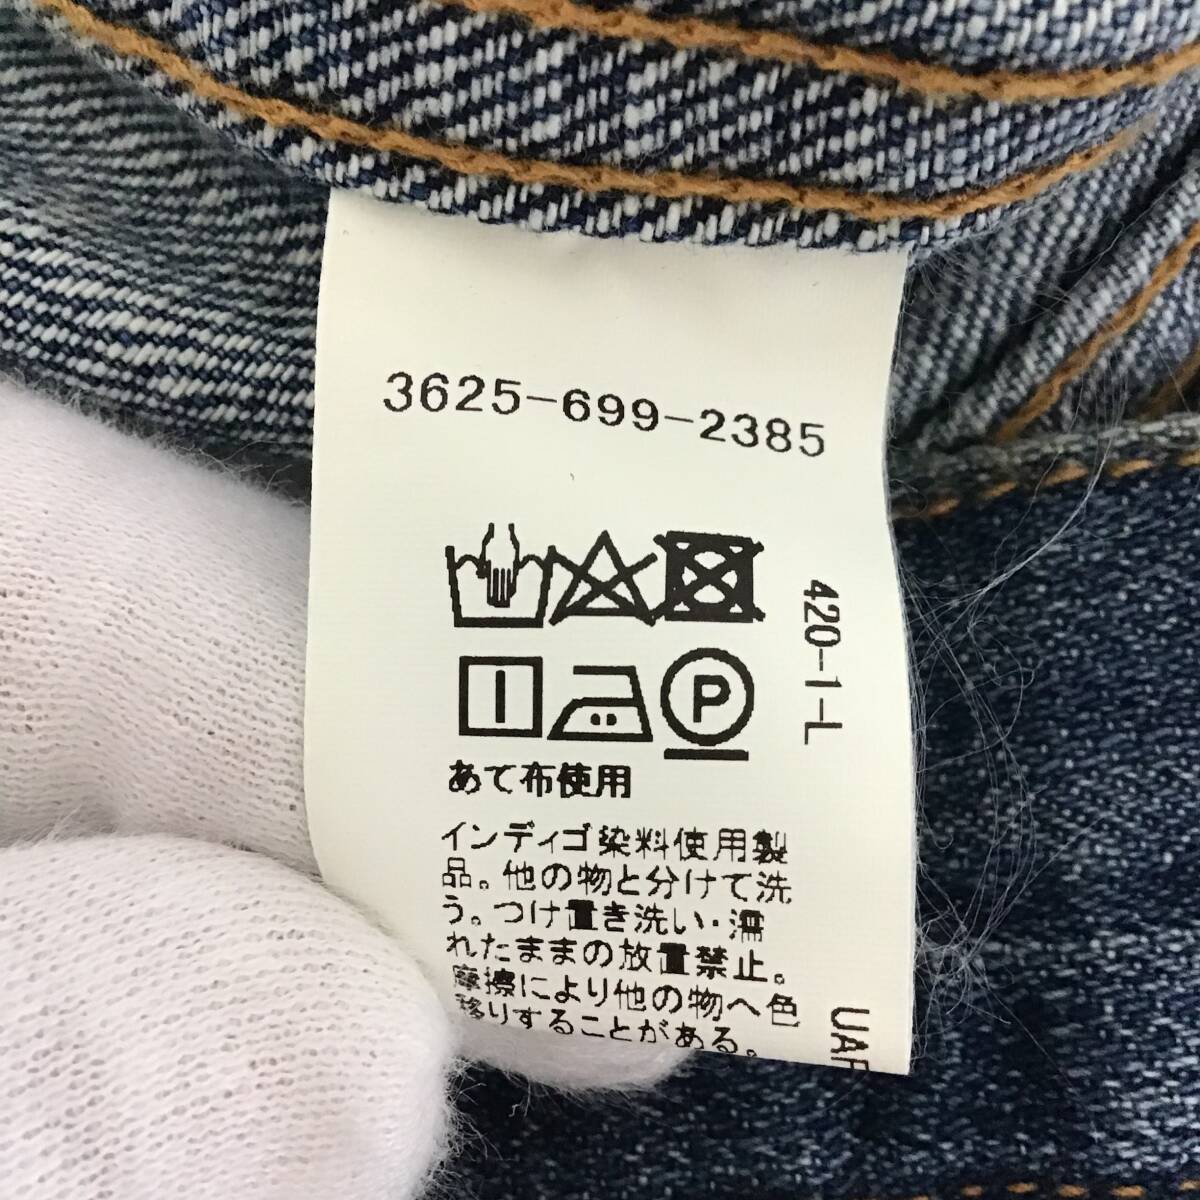 3625-699-2385
420-1-L
P
あて布使用
インディゴ染料使用製
品。他の物と分けて洗
う。つけ置き洗い・濡
れたままの放置禁止。
摩擦により他の物へ色
移りすることがある。
UAF